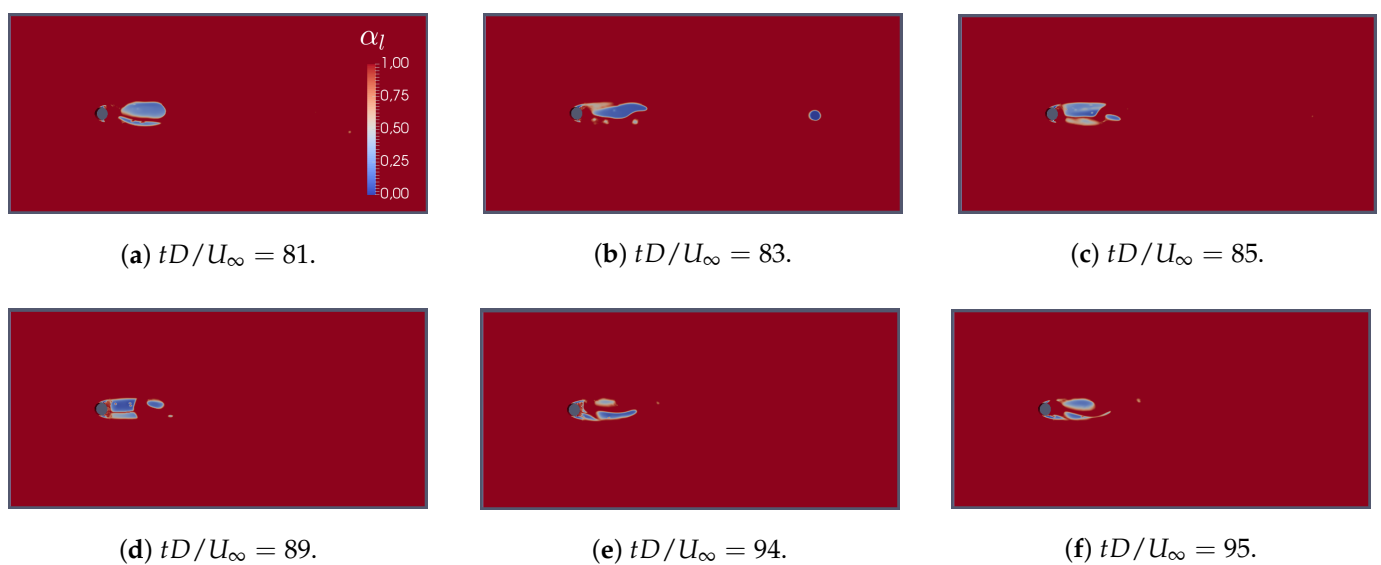 α_l
1,00
0,75
0,50
0,25
0,00
(a) tD/U∞ = 81.
(b) tD/U∞ = 83.
(c) tD/U∞ = 85.
(d) tD/U∞ = 89.
(e) tD/U∞ = 94.
(f) tD/U∞ = 95.